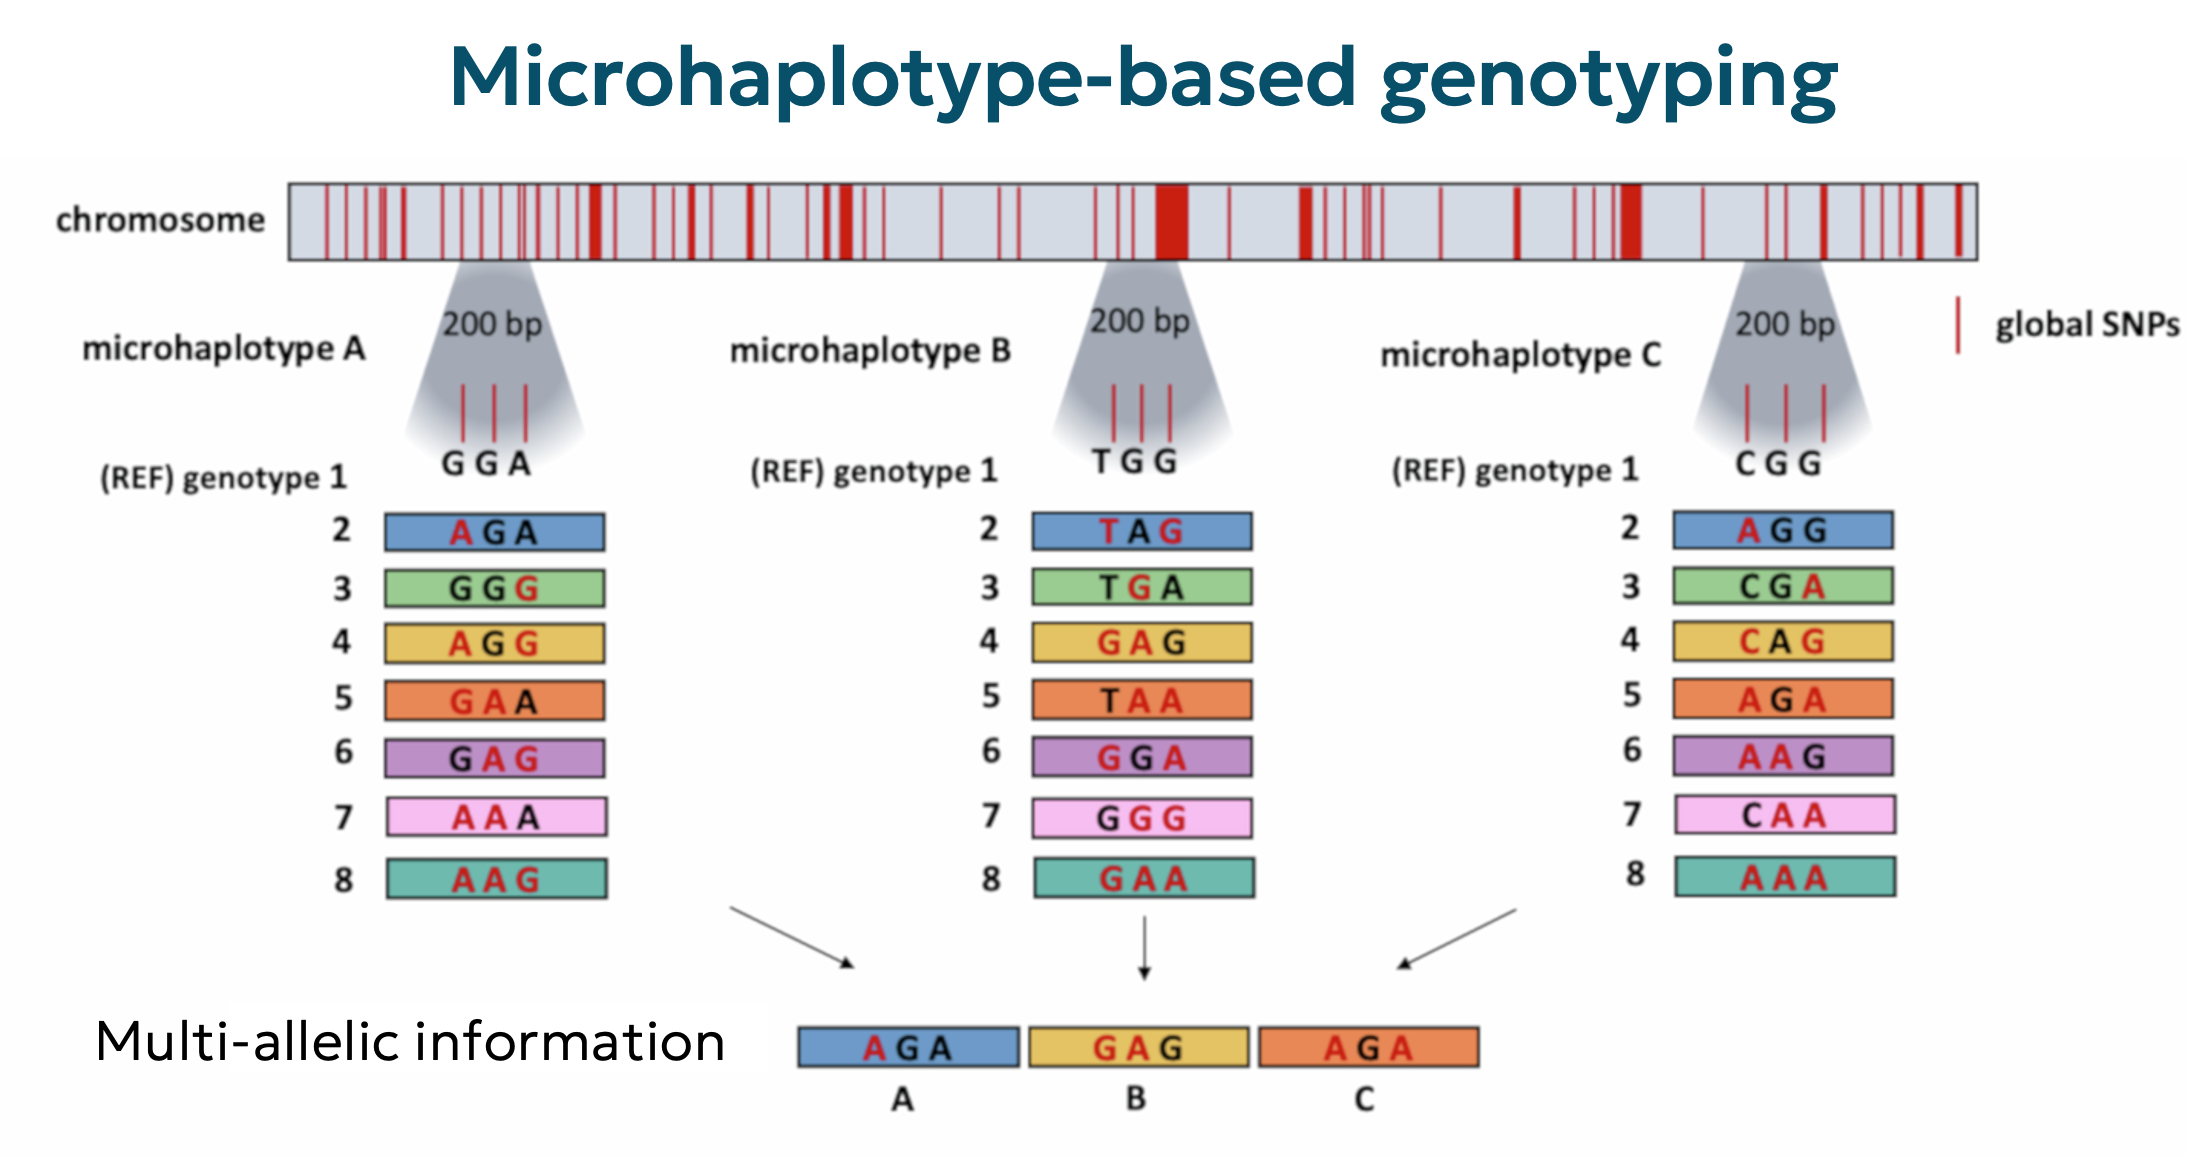 Microhaplotype-based genotyping
chromosome
200 bp
200 bp
200 bp
microhaplotype A
microhaplotype B
microhaplotype C
global SNPs
(REF) genotype 1 G G A
(REF) genotype 1 T G G
(REF) genotype 1 C G G
2 A G A
2 T A G
2 A G G
3 G G G
3 T G A
3 C G A
4 A G G
4 G A G
4 C A G
5 G A A
5 T A A
5 A G A
6 G A G
6 G G A
6 A A G
7 A A A
7 G G G
7 C A A
8 A A G
8 G A A
8 A A A
Multi-allelic information
A G A
G A G
A G A
A
B
C